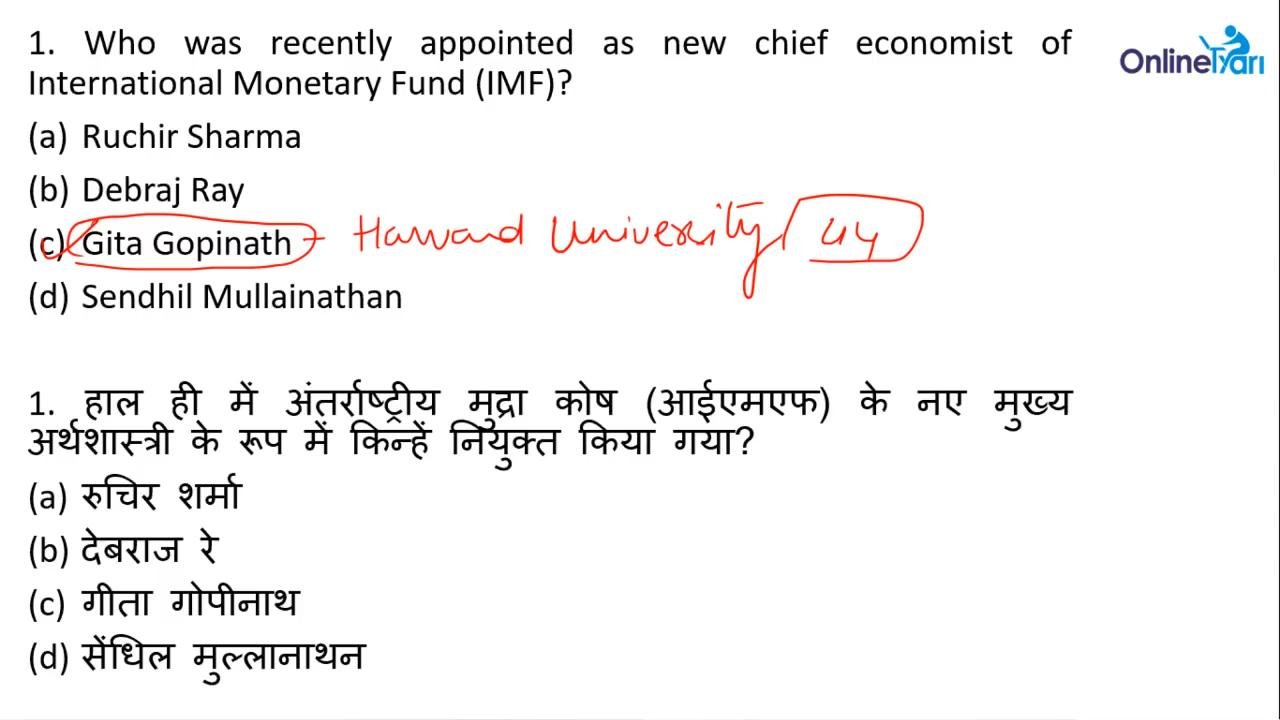 1. Who was recently appointed as new chief economist of
International Monetary Fund (IMF)?
OnlineTyari
(a) Ruchir Sharma
(b) Debraj Ray
(c) Gita Gopinath - Harvard University 44
(d) Sendhil Mullainathan
1. हाल ही में अंतर्राष्ट्रीय मुद्रा कोष (आईएमएफ) के नए मुख्य
अर्थशास्त्री के रूप में किन्हें नियुक्त किया गया?
(a) रुचिर शर्मा
(b) देबराज रे
(c) गीता गोपीनाथ
(d) सेंधिल मुल्लानाथन